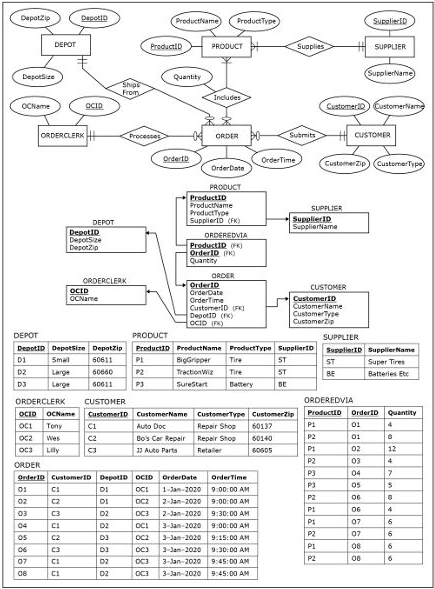 DepotZip
DepotID
DEPOT
DepotSize
ProductName
ProductType
ProductID
PRODUCT
Supplies
SupplierID
SUPPLIER
SupplierName
Ships
From
Quantity
Includes
OCName
OCID
ORDERCLERK
Processes
ORDER
Submits
OrderID
OrderDate
OrderTime
CustomerID
CustomerName
CUSTOMER
CustomerZip
CustomerType
PRODUCT
ProductID
ProductName
ProductType
SupplierID (FK)
SUPPLIER
SupplierID
SupplierName
DEPOT
DepotID
DepotSize
DepotZip
ORDEREDVIA
ProductID (FK)
OrderID (FK)
Quantity
ORDERCLERK
OCID
OCName
ORDER
OrderID
OrderDate
OrderTime
CustomerID (FK)
DepotID (FK)
OCID (FK)
CUSTOMER
CustomerID
CustomerName
CustomerType
CustomerZip
DEPOT
DepotID DepotSize DepotZip
D1 Small 60611
D2 Large 60660
D3 Large 60611
PRODUCT
ProductID ProductName ProductType SupplierID
P1 BigGripper Tire ST
P2 TractionWiz Tire ST
P3 SureStart Battery BE
SUPPLIER
SupplierID SupplierName
ST Super Tires
BE Batteries Etc
ORDERCLERK
OCID OCName
OC1 Tony
OC2 Wes
OC3 Lilly
CUSTOMER
CustomerID CustomerName CustomerType CustomerZip
C1 Auto Doc Repair Shop 60137
C2 Bo's Car Repair Repair Shop 60140
C3 JJ Auto Parts Retailer 60605
ORDEREDVIA
ProductID OrderID Quantity
P1 O1 4
P2 O1 8
P1 O2 12
P2 O3 4
P3 O4 7
P3 O5 5
P2 O6 8
P1 O6 4
P1 O7 6
P2 O7 6
P1 O8 6
P2 O8 6
ORDER
OrderID CustomerID DepotID OCID OrderDate OrderTime
O1 C1 D1 OC1 1-Jan-2020 9:00:00 AM
O2 C2 D1 OC2 2-Jan-2020 9:00:00 AM
O3 C3 D2 OC3 2-Jan-2020 9:30:00 AM
O4 C1 D2 OC1 3-Jan-2020 9:00:00 AM
O5 C2 D3 OC2 3-Jan-2020 9:15:00 AM
O6 C3 D3 OC3 3-Jan-2020 9:30:00 AM
O7 C1 D2 OC3 3-Jan-2020 9:45:00 AM
O8 C1 D2 OC3 3-Jan-2020 9:45:00 AM